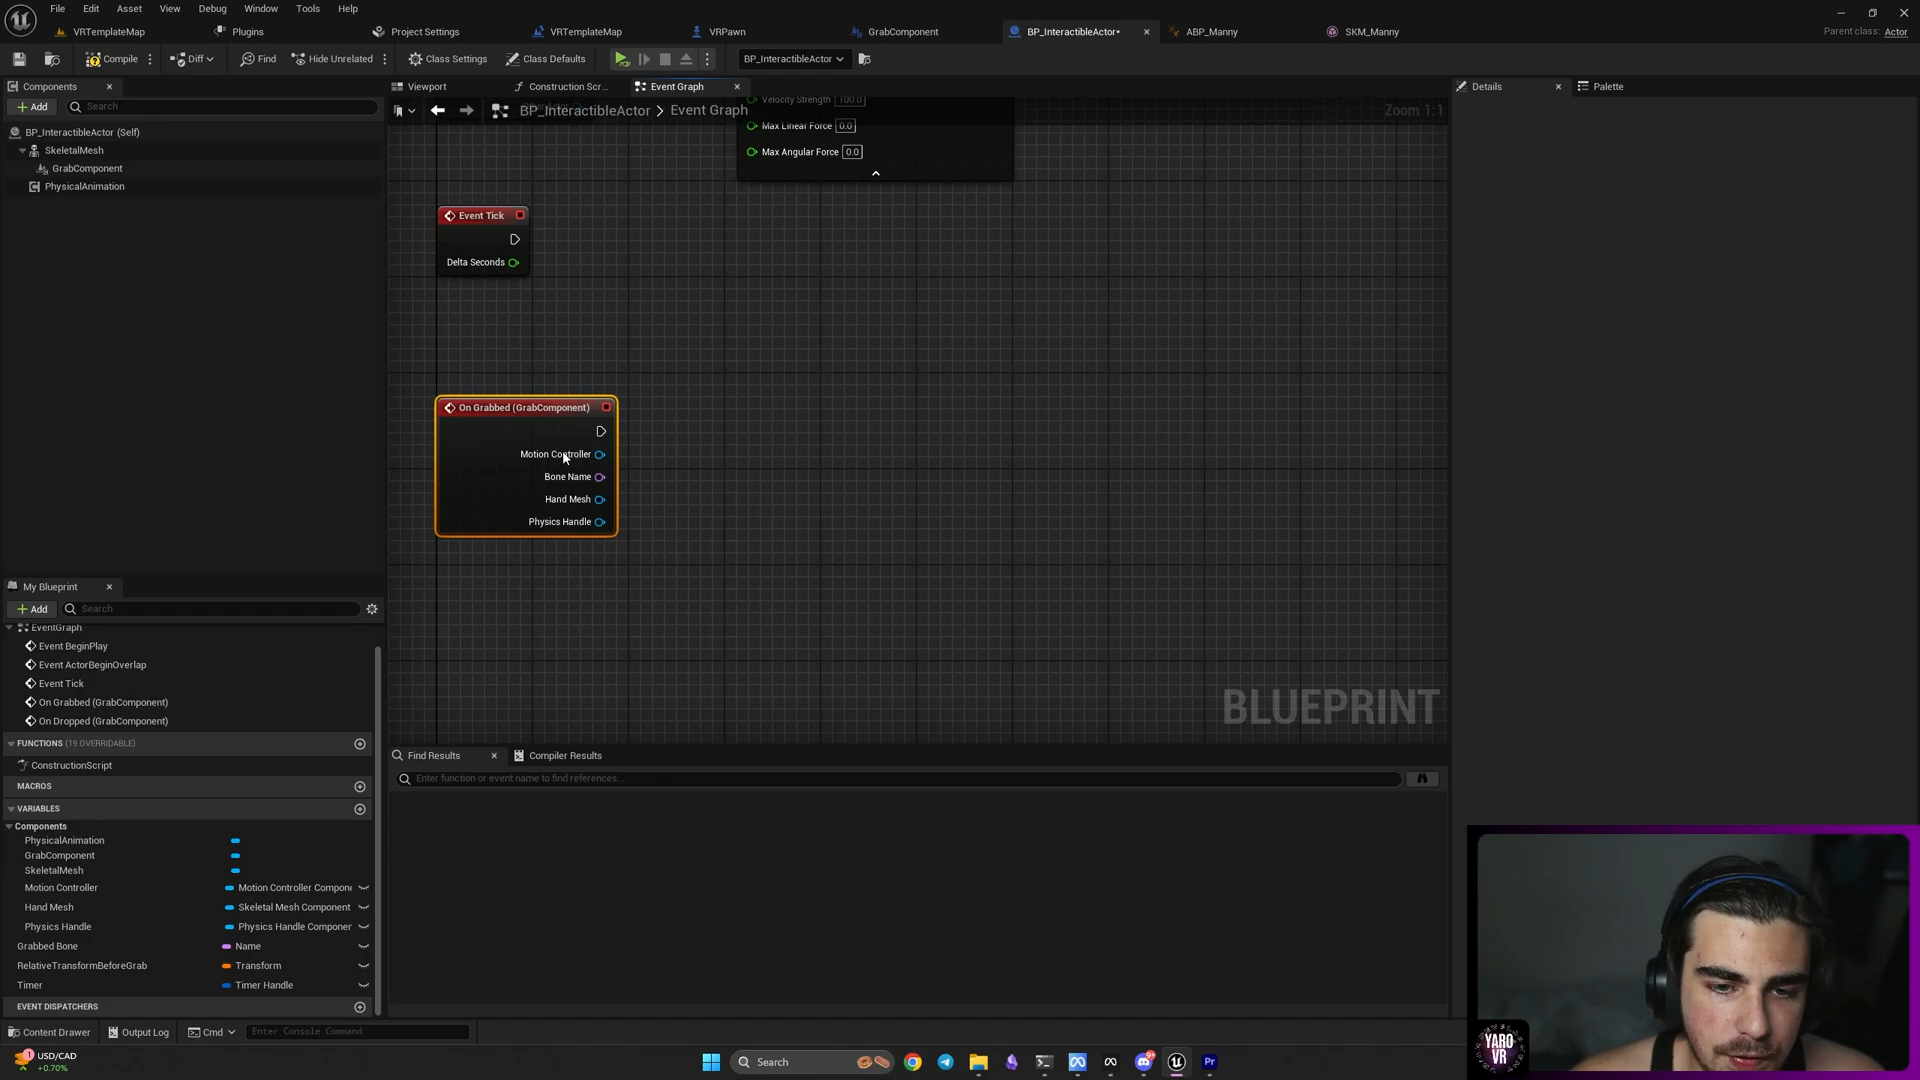 File Edit Asset View Debug Window Tools Help
VRTemplateMap Plugins Project Settings VRTemplateMap VRPawn GrabComponent BP_InteractibleActor* ABP_Manny SKM_Manny Parent class: Actor
Compile Diff Find Hide Unrelated Class Settings Class Defaults BP_InteractibleActor
Components
Add Search
BP_InteractibleActor (Self)
SkeletalMesh
GrabComponent
PhysicalAnimation
Viewport Construction Scr... Event Graph
BP_InteractibleActor > Event Graph Zoom 1:1
Velocity Strength 100.0
Max Linear Force 0.0
Max Angular Force 0.0
Event Tick
Delta Seconds
On Grabbed (GrabComponent)
Motion Controller
Bone Name
Hand Mesh
Physics Handle
BLUEPRINT
Details Palette
My Blueprint
Add Search
EventGraph
Event BeginPlay
Event ActorBeginOverlap
Event Tick
On Grabbed (GrabComponent)
On Dropped (GrabComponent)
FUNCTIONS (19 OVERRIDABLE)
ConstructionScript
MACROS
VARIABLES
Components
PhysicalAnimation
GrabComponent
SkeletalMesh
Motion Controller Motion Controller Compone
Hand Mesh Skeletal Mesh Component
Physics Handle Physics Handle Componer
Grabbed Bone Name
RelativeTransformBeforeGrab Transform
Timer Timer Handle
EVENT DISPATCHERS
Find Results Compiler Results
Enter function or event name to find references...
Content Drawer Output Log Cmd Enter Console Command
1 USD/CAD
+0.70%
Search
9+
Pr
YARO
VR